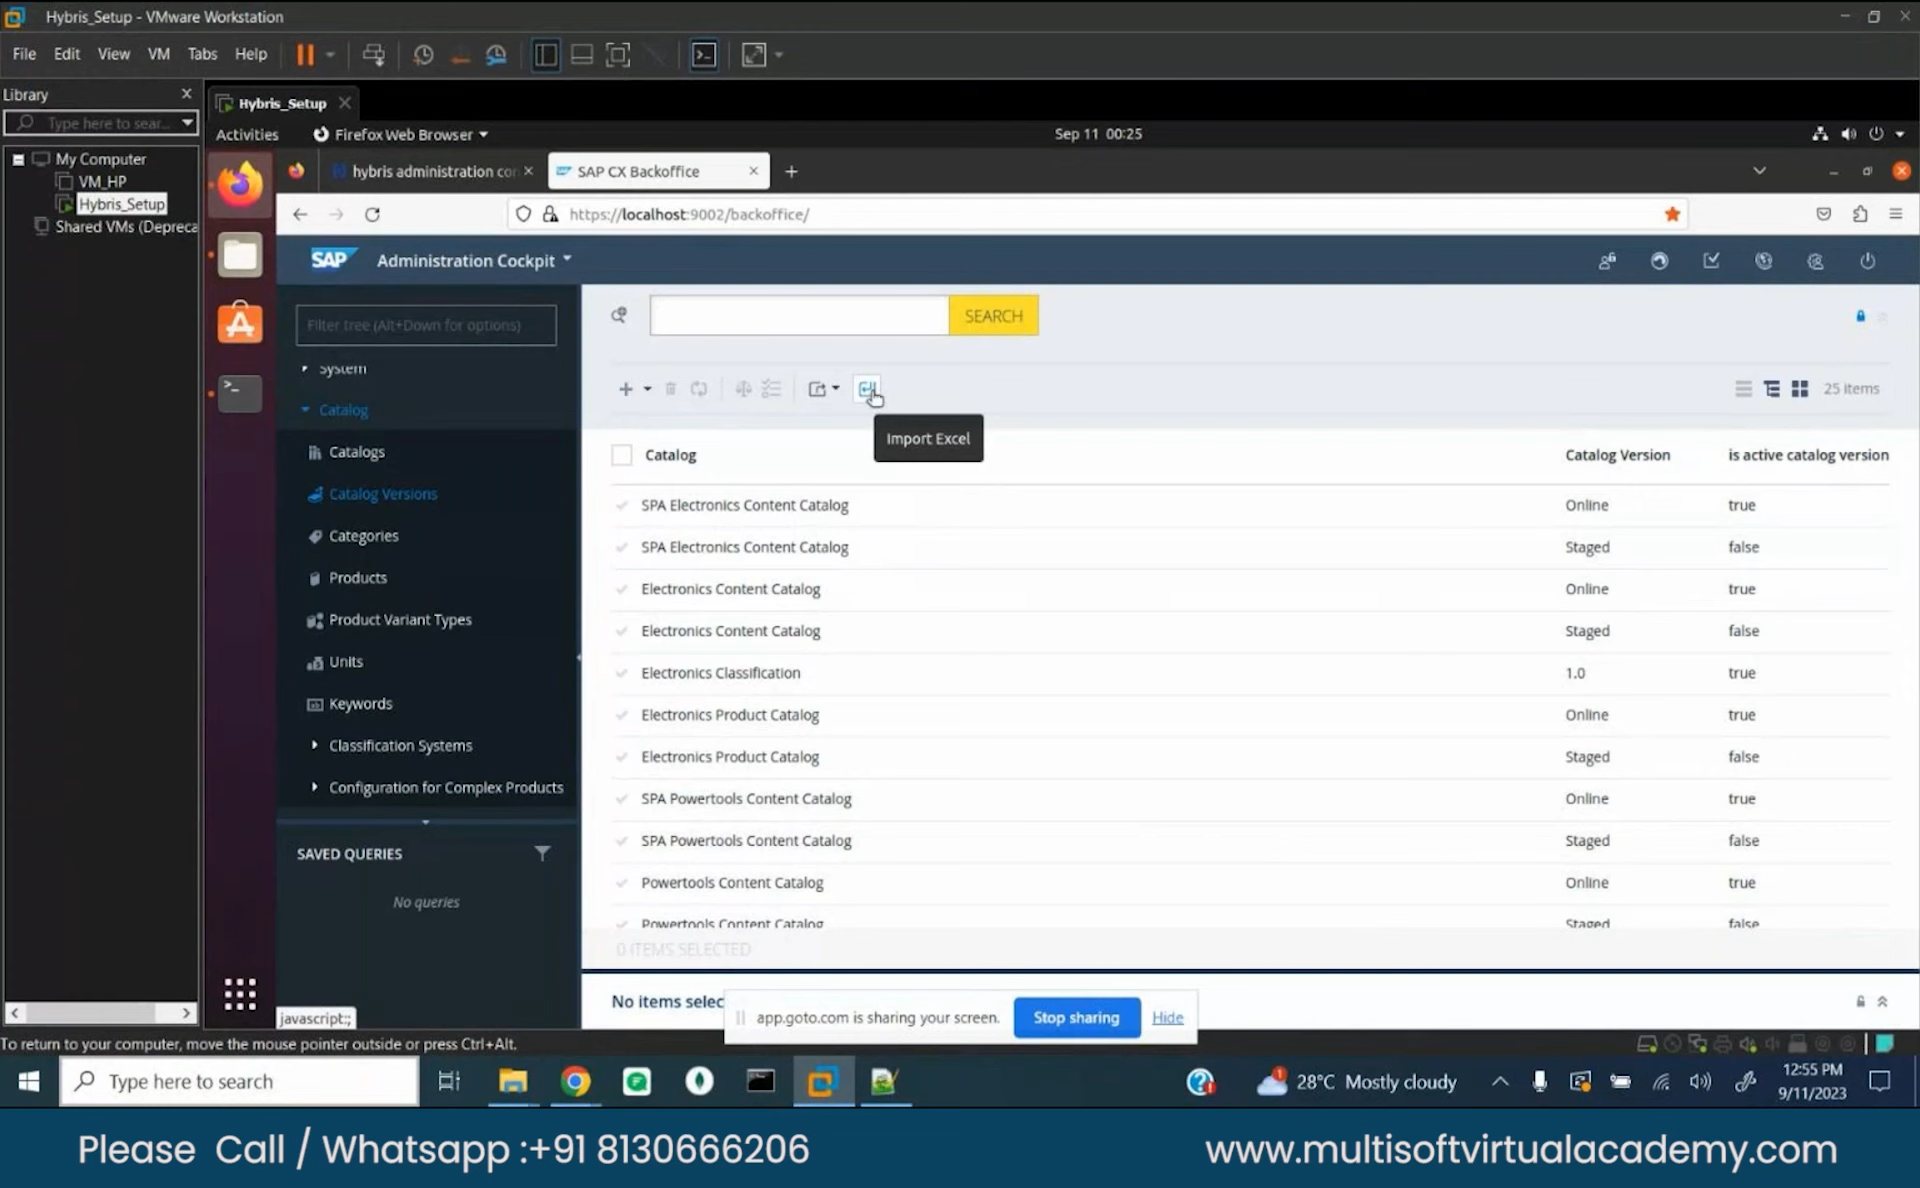 Hybris_Setup - VMware Workstation
File Edit View VM Tabs Help
Library
Type here to sear...
My Computer
VM_HP
Hybris_Setup
Shared VMs (Depreca
Hybris_Setup
Activities
Firefox Web Browser
Sep 11 00:25
hybris administration con
SAP CX Backoffice
https://localhost:9002/backoffice/
SAP Administration Cockpit
Filter tree (Alt+Down for options)
System
Catalog
Catalogs
Catalog Versions
Categories
Products
Product Variant Types
Units
Keywords
Classification Systems
Configuration for Complex Products
SAVED QUERIES
No queries
javascript:;
SEARCH
25 items
Import Excel
Catalog Catalog Version is active catalog version
SPA Electronics Content Catalog Online true
SPA Electronics Content Catalog Staged false
Electronics Content Catalog Online true
Electronics Content Catalog Staged false
Electronics Classification 1.0 true
Electronics Product Catalog Online true
Electronics Product Catalog Staged false
SPA Powertools Content Catalog Online true
SPA Powertools Content Catalog Staged false
Powertools Content Catalog Online true
Powertools Content Catalog Staged false
0 ITEMS SELECTED
No items selec
app.goto.com is sharing your screen. Stop sharing Hide
To return to your computer, move the mouse pointer outside or press Ctrl+Alt.
Type here to search
28°C Mostly cloudy
12:55 PM
9/11/2023
Please Call / Whatsapp :+91 8130666206
www.multisoftvirtualacademy.com